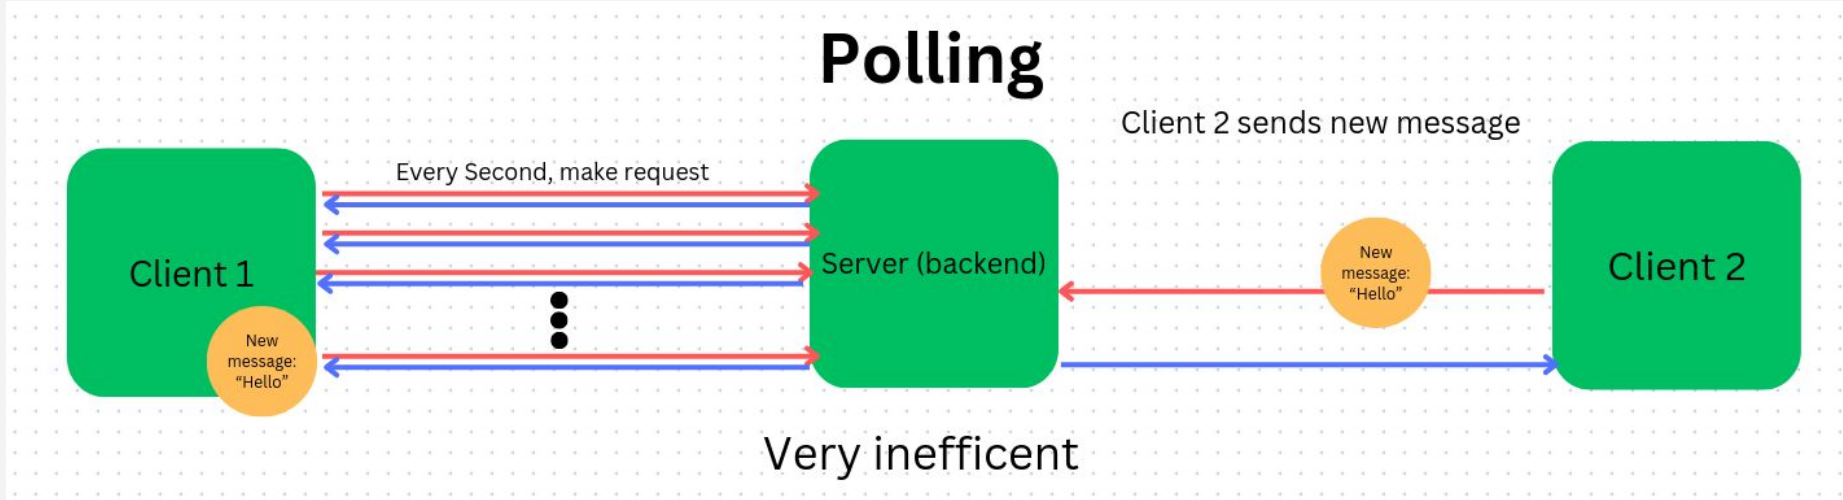 Polling
Client 2 sends new message
Every Second, make request
Client 1
Server (backend)
New
message:
“Hello”
Client 2
New
message:
“Hello”
Very inefficent